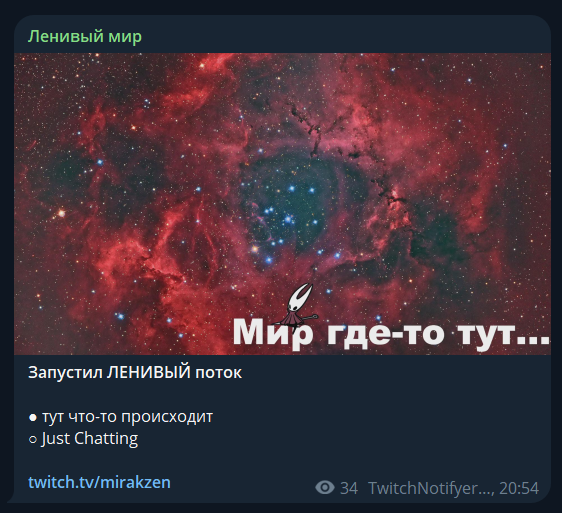 Ленивый мир
Мир где-то тут...
Запустил ЛЕНИВЫЙ поток
● тут что-то происходит
○ Just Chatting
twitch.tv/mirakzen
34 TwitchNotifyer..., 20:54